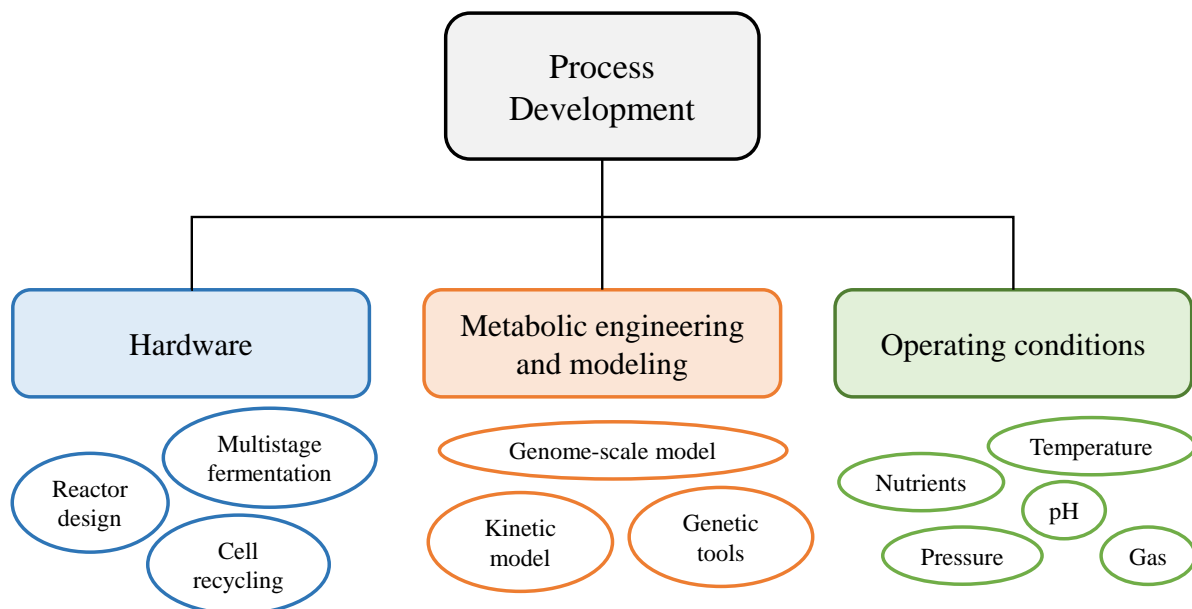 Process
Development
Hardware
Metabolic engineering
and modeling
Operating conditions
Multistage
fermentation
Reactor
design
Cell
recycling
Genome-scale model
Kinetic
model
Genetic
tools
Temperature
Nutrients
pH
Pressure
Gas